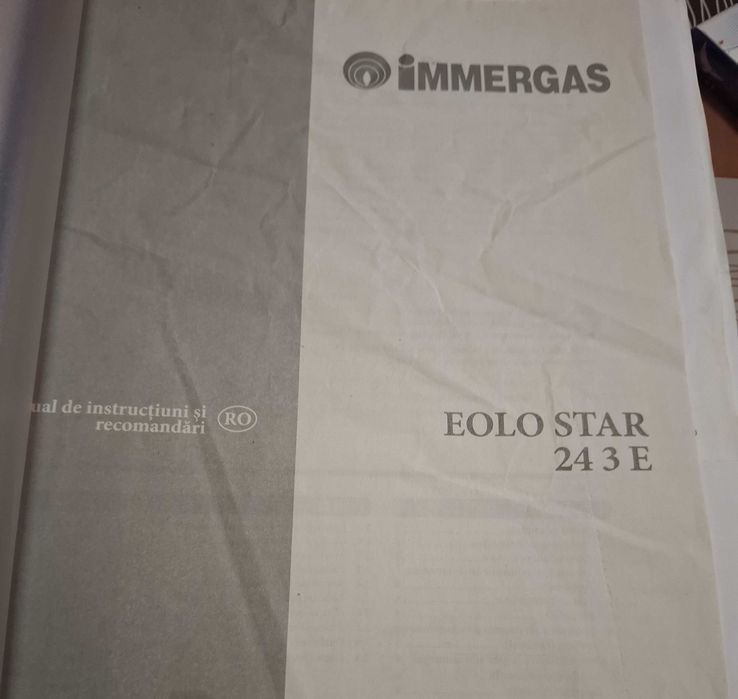 iMMERGAS
ual de instrucțiuni și
recomandări
RO
EOLO STAR
24 3 E